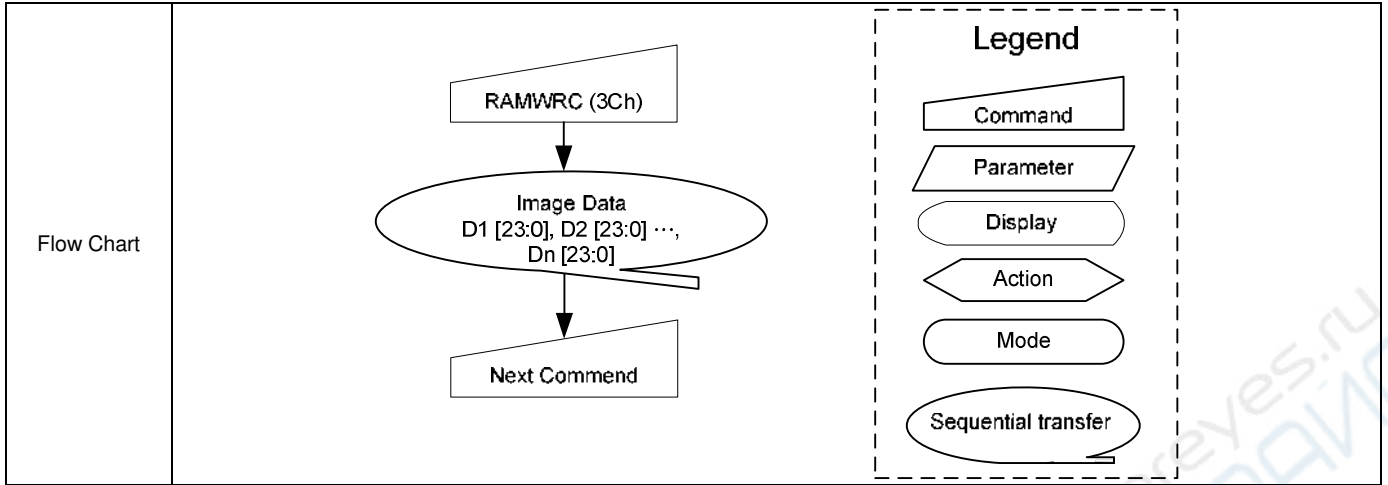 Flow Chart
RAMWRC (3Ch)
Image Data
D1 [23:0], D2 [23:0] ⋯,
Dn [23:0]
Next Commend
Legend
Command
Parameter
Display
Action
Mode
Sequential transfer